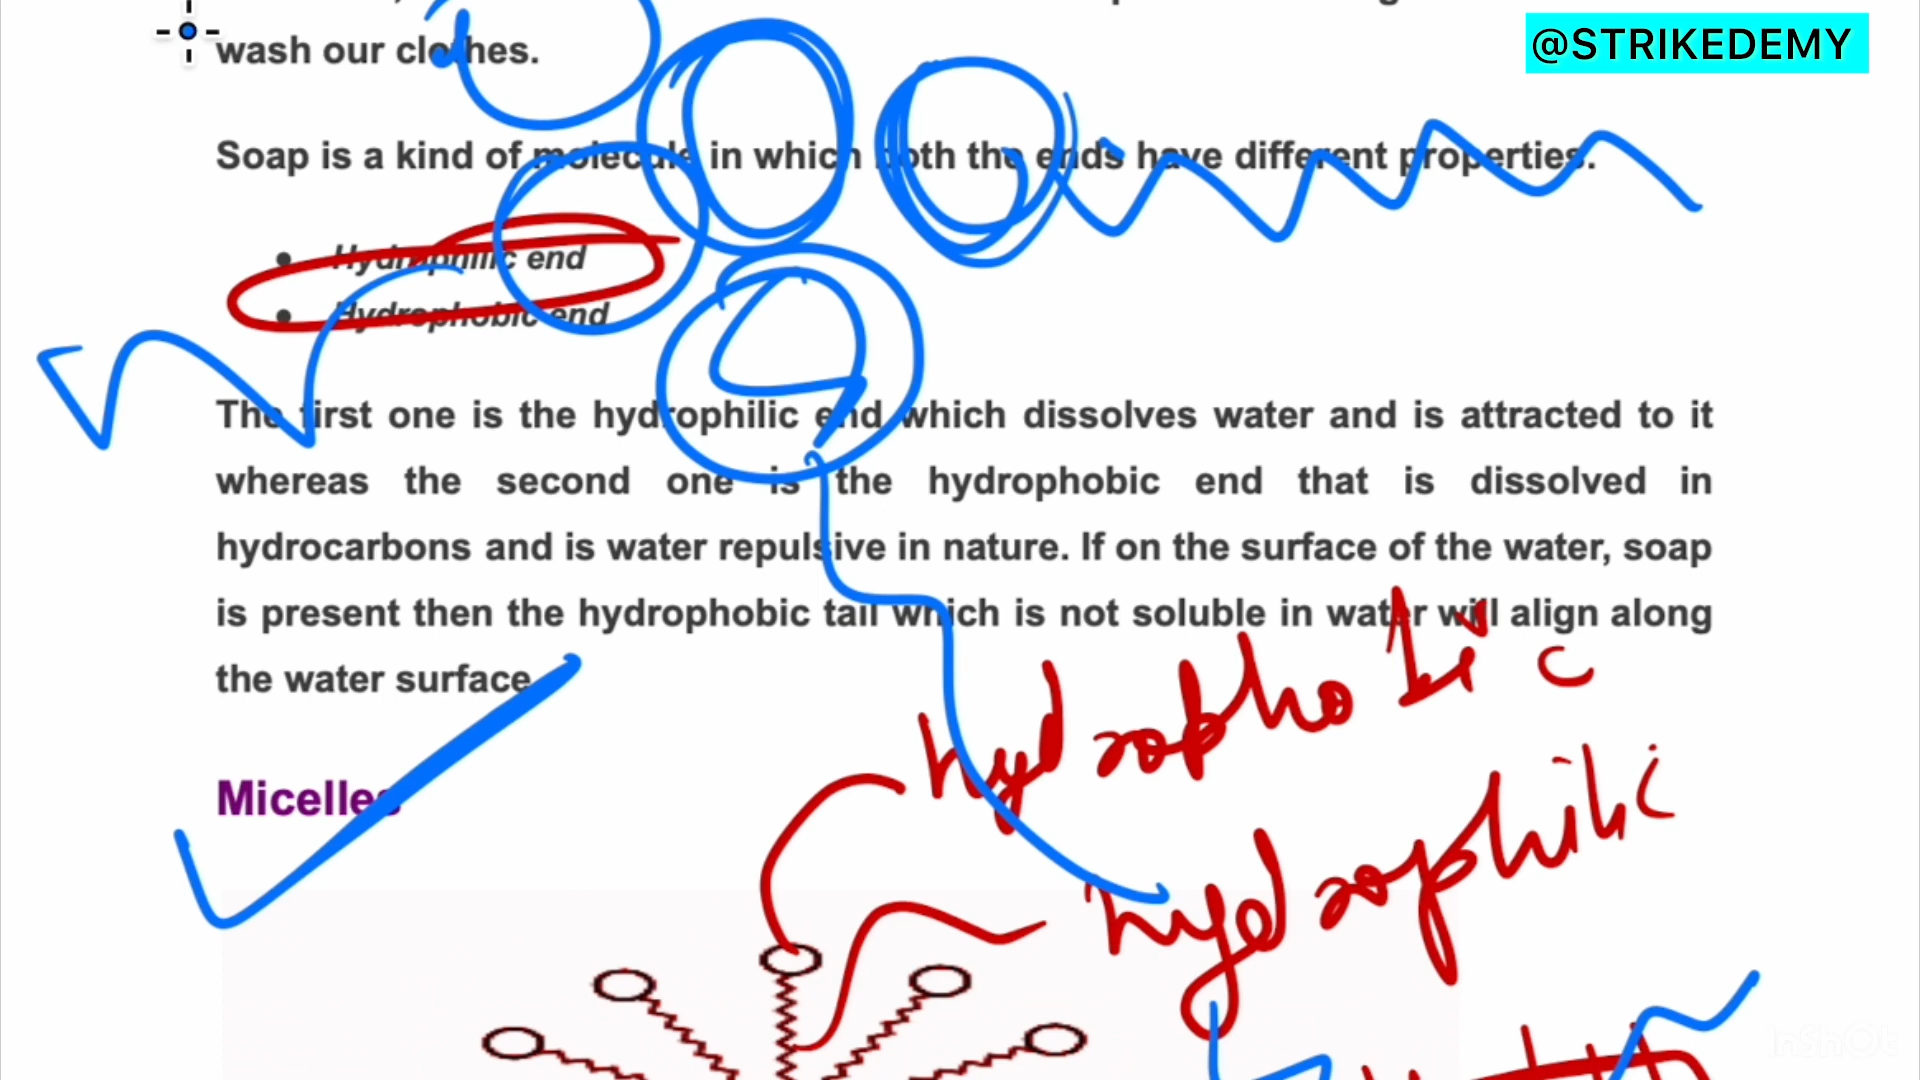 @STRIKEDEMY
wash our clothes.
Soap is a kind of molecule in which both the ends have different properties.
Hydrophilic end
Hydrophobic end
The first one is the hydrophilic end which dissolves water and is attracted to it
whereas the second one is the hydrophobic end that is dissolved in
hydrocarbons and is water repulsive in nature. If on the surface of the water, soap
is present then the hydrophobic tail which is not soluble in water will align along
the water surface
hydrophobic
Micelles
hydrophilic
InShOt